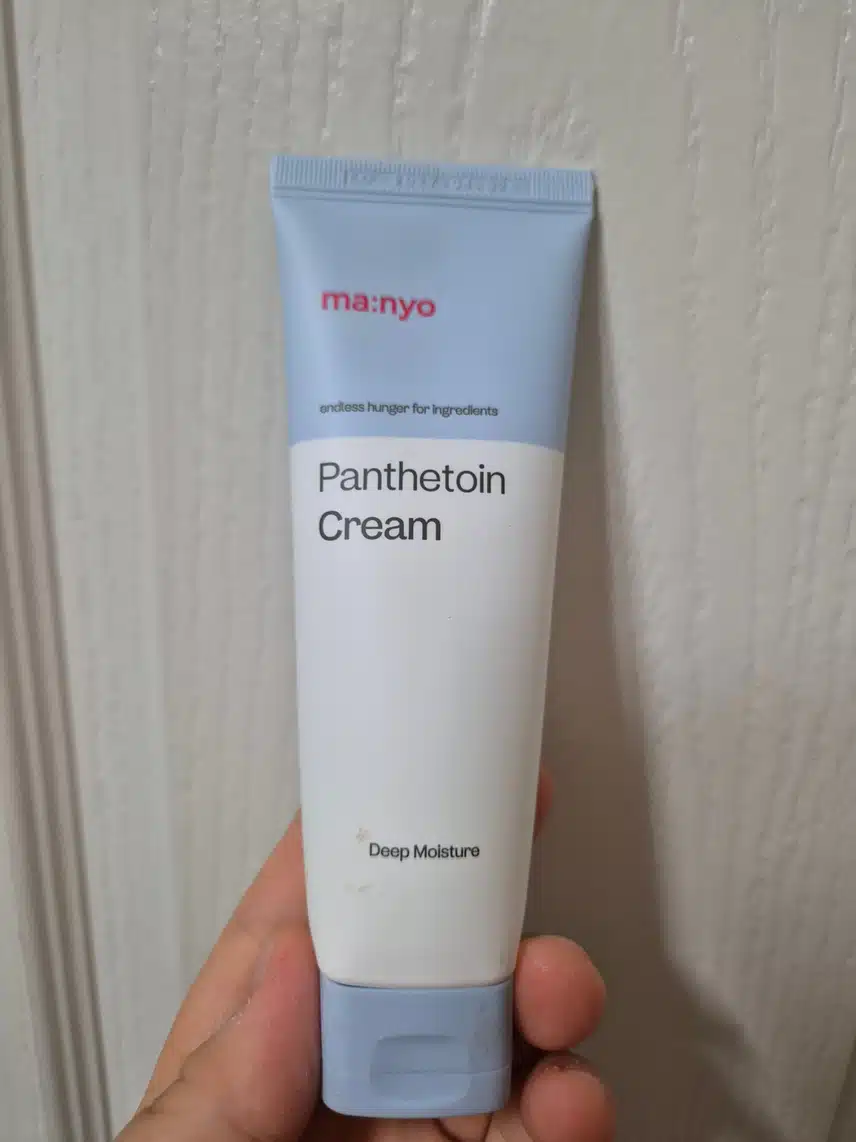 ma:nyo
endless hunger for ingredients
Panthetoin
Cream
Deep Moisture